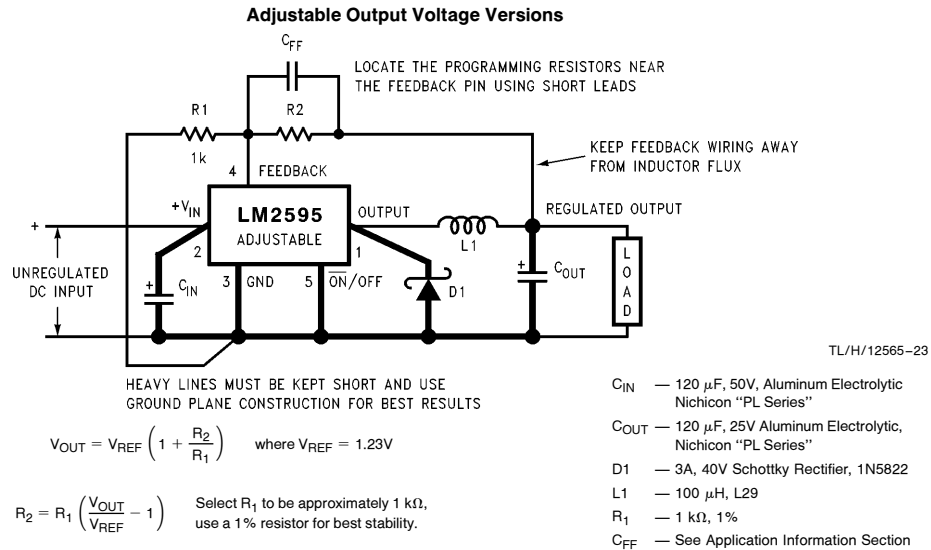 Adjustable Output Voltage Versions
CFF
LOCATE THE PROGRAMMING RESISTORS NEAR
THE FEEDBACK PIN USING SHORT LEADS
R1
R2
1k
4
FEEDBACK
KEEP FEEDBACK WIRING AWAY
FROM INDUCTOR FLUX
+VIN
LM2595
ADJUSTABLE
OUTPUT
REGULATED OUTPUT
+
2
1
L1
UNREGULATED
DC INPUT
+
CIN
3
GND
5
ON/OFF
D1
+
COUT
LOAD
TL/H/12565–23
HEAVY LINES MUST BE KEPT SHORT AND USE
GROUND PLANE CONSTRUCTION FOR BEST RESULTS
VOUT = VREF (1 + R2/R1) where VREF = 1.23V
R2 = R1 (VOUT/VREF − 1)
Select R1 to be approximately 1 kΩ,
use a 1% resistor for best stability.
CIN — 120 μF, 50V, Aluminum Electrolytic
Nichicon "PL Series"
COUT — 120 μF, 25V Aluminum Electrolytic,
Nichicon "PL Series"
D1 — 3A, 40V Schottky Rectifier, 1N5822
L1 — 100 μH, L29
R1 — 1 kΩ, 1%
CFF — See Application Information Section